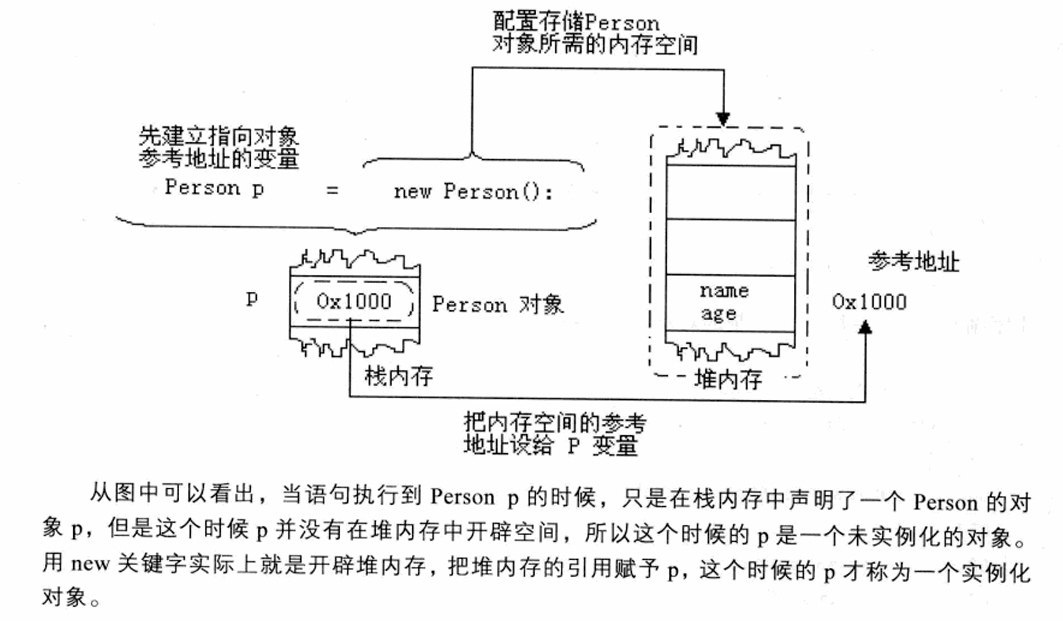 配置存储Person
对象所需的内存空间
先建立指向对象
参考地址的变量
Person p = new Person():
参考地址
p 0x1000 Person 对象
name
age
0x1000
栈内存
堆内存
把内存空间的参考
地址设给 P 变量
从图中可以看出，当语句执行到 Person p 的时候，只是在栈内存中声明了一个 Person 的对
象 p，但是这个时候 p 并没有在堆内存中开辟空间，所以这个时候的 p 是一个未实例化的对象。
用 new 关键字实际上就是开辟堆内存，把堆内存的引用赋予 p，这个时候的 p 才称为一个实例化
对象。